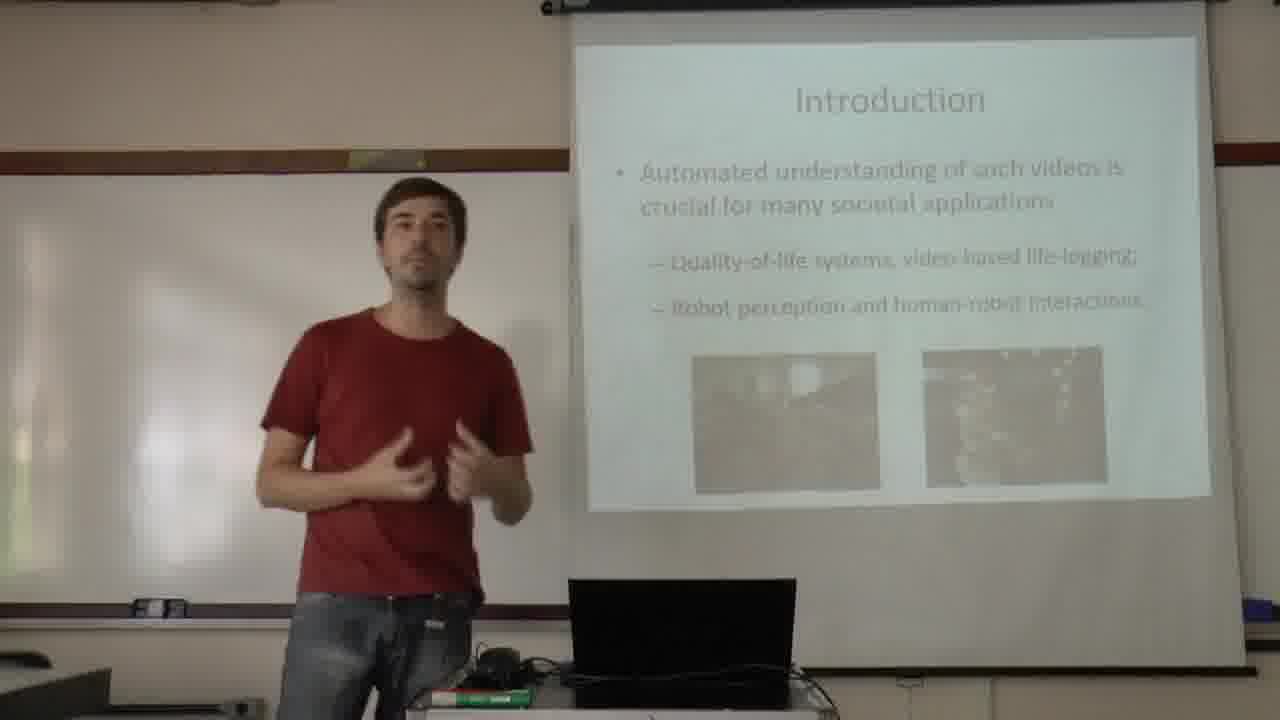 Introduction
• Automated understanding of such videos is
crucial for many societal applications
– Quality-of-life systems, video-based life-logging;
– Robot perception and human-robot interactions.